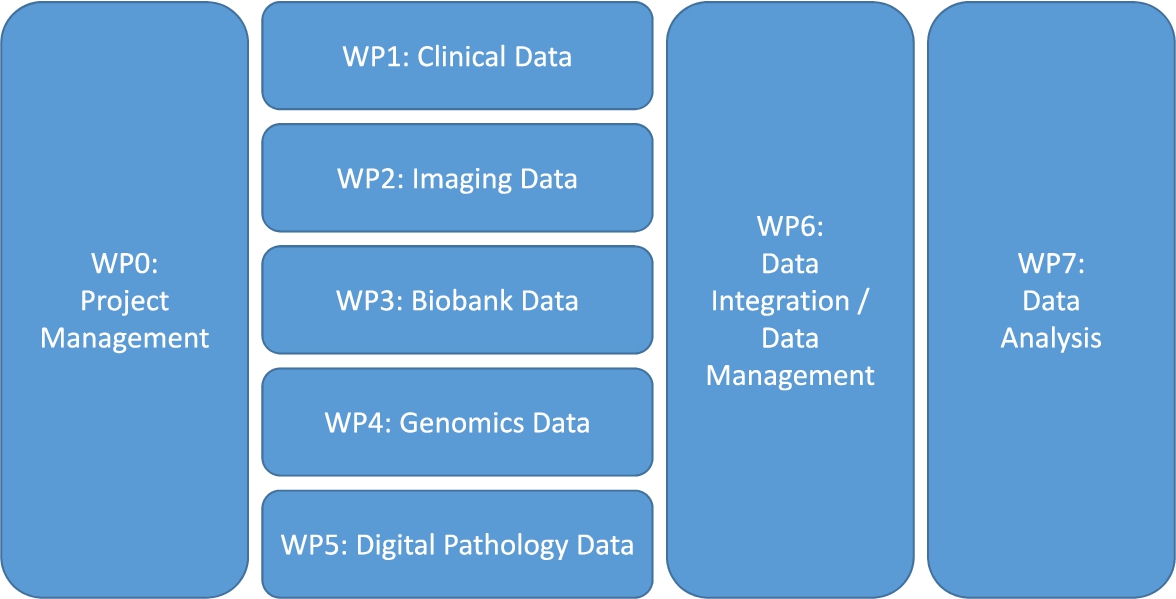 WP0:
Project
Management
WP1: Clinical Data
WP2: Imaging Data
WP3: Biobank Data
WP4: Genomics Data
WP5: Digital Pathology Data
WP6:
Data
Integration /
Data
Management
WP7:
Data
Analysis